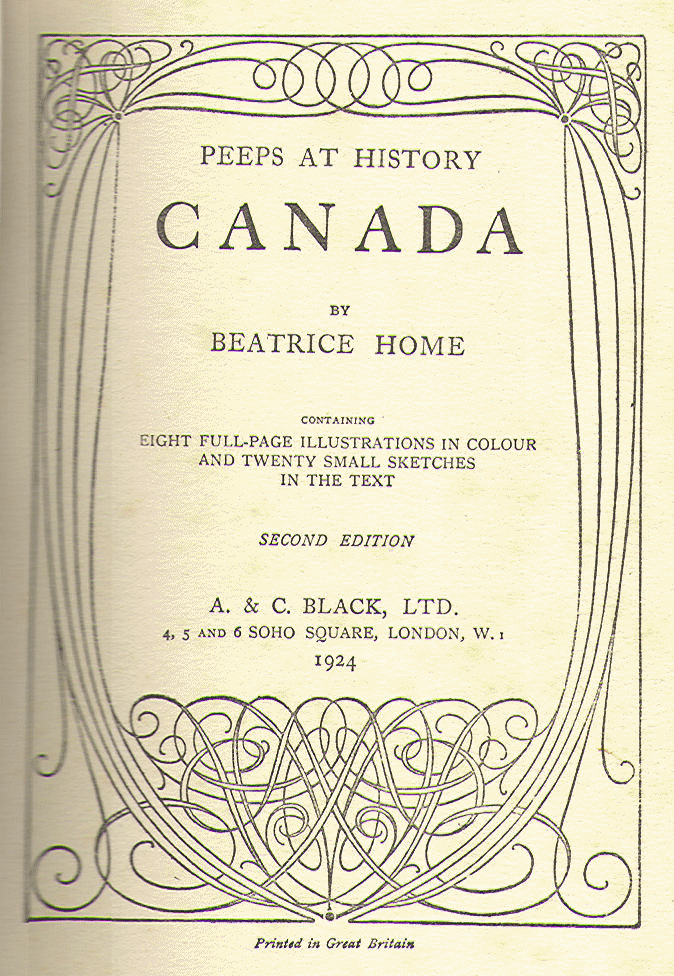 PEEPS AT HISTORY
CANADA
BY
BEATRICE HOME
CONTAINING
EIGHT FULL-PAGE ILLUSTRATIONS IN COLOUR
AND TWENTY SMALL SKETCHES
IN THE TEXT
SECOND EDITION
A. & C. BLACK, LTD.
4, 5 AND 6 SOHO SQUARE, LONDON, W. 1
1924
Printed in Great Britain